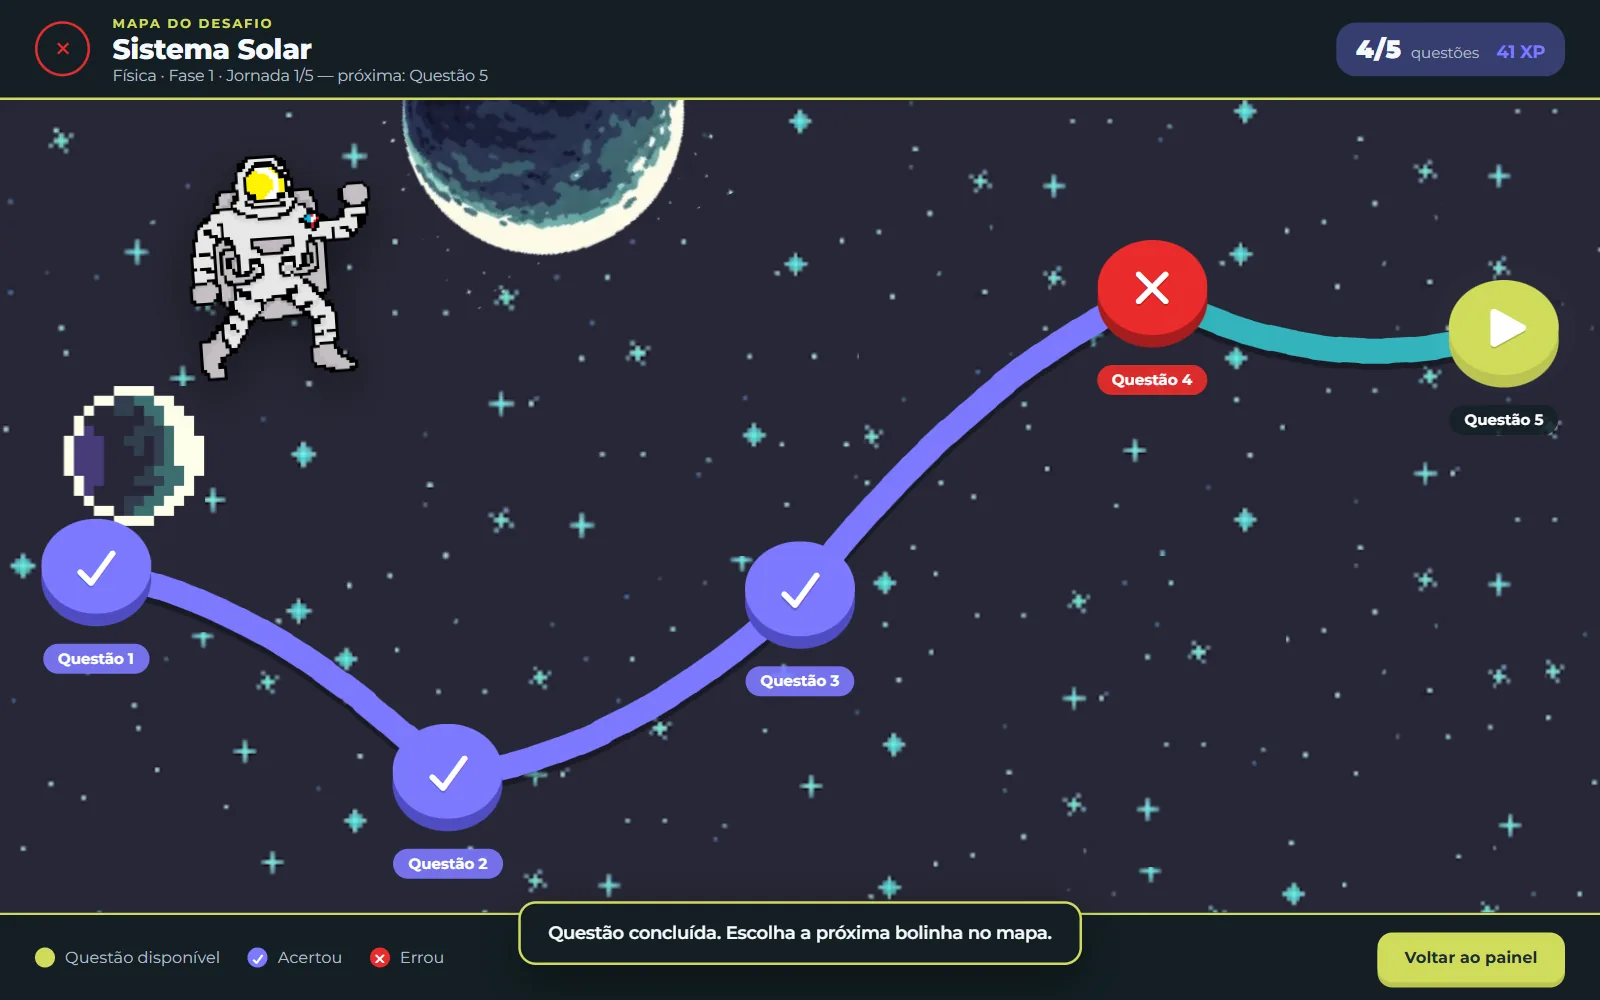 MAPA DO DESAFIO
Sistema Solar
Física · Fase 1 · Jornada 1/5 — próxima: Questão 5
4/5 questões 41 XP
Questão 4
Questão 5
Questão 1
Questão 3
Questão 2
Questão concluída. Escolha a próxima bolinha no mapa.
Questão disponível
Acertou
Errou
Voltar ao painel